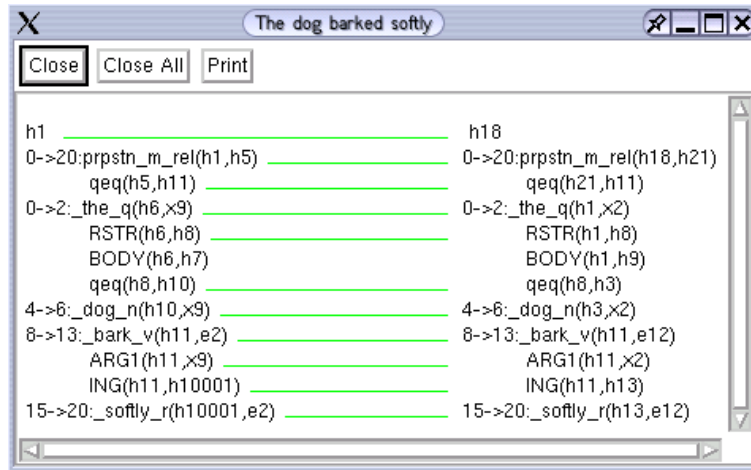 The dog barked softly
Close Close All Print
h1 h18
0->20:prpstn_m_rel(h1,h5) 0->20:prpstn_m_rel(h18,h21)
qeq(h5,h11) qeq(h21,h11)
0->2:_the_q(h6,x9) 0->2:_the_q(h1,x2)
RSTR(h6,h8) RSTR(h1,h8)
BODY(h6,h7) BODY(h1,h9)
qeq(h8,h10) qeq(h8,h3)
4->6:_dog_n(h10,x9) 4->6:_dog_n(h3,x2)
8->13:_bark_v(h11,e2) 8->13:_bark_v(h11,e12)
ARG1(h11,x9) ARG1(h11,x2)
ING(h11,h10001) ING(h11,h13)
15->20:_softly_r(h10001,e2) 15->20:_softly_r(h13,e12)